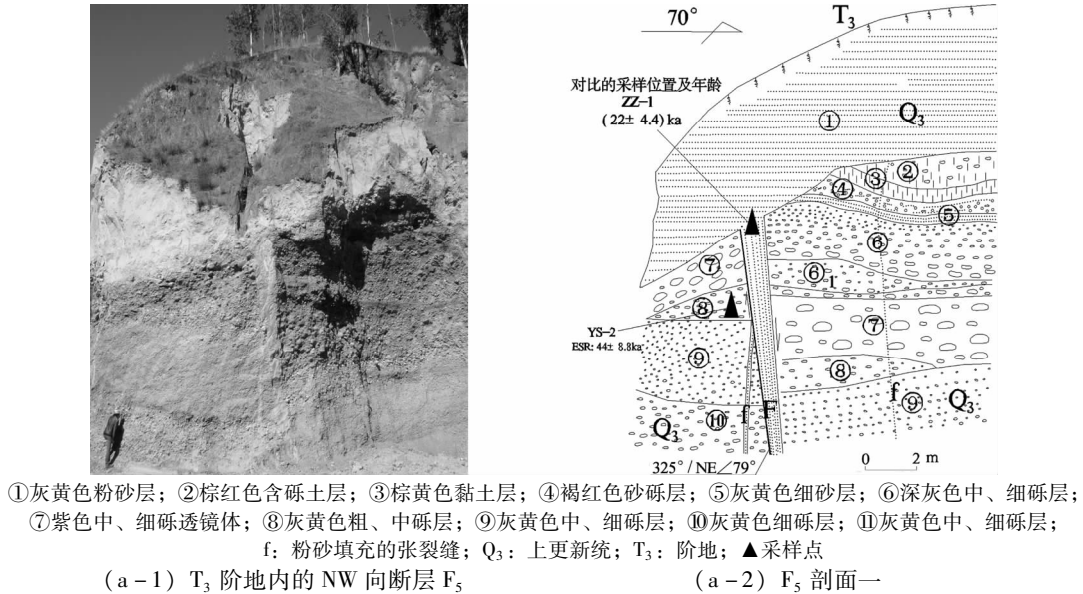 70°
T₃
对比的采样位置及年龄
ZZ-1
(22± 4.4) ka
①
Q₃
②
③
④
⑤
⑥
⑦
⑥₁
⑧
YS-2
ESR: 44± 8.8ka
⑦
⑨
⑧
f
⑨
Q₃
⑩
f
F
Q₃
325° / NE∠79°
0 2 m
①灰黄色粉砂层；②棕红色含砾土层；③棕黄色黏土层；④褐红色砂砾层；⑤灰黄色细砂层；⑥深灰色中、细砾层；
⑦紫色中、细砾透镜体；⑧灰黄色粗、中砾层；⑨灰黄色中、细砾层；⑩灰黄色细砾层；⑪灰黄色中、细砾层；
f：粉砂填充的张裂缝；Q₃：上更新统；T₃：阶地；▲采样点
(a-1) T₃ 阶地内的 NW 向断层 F₅
(a-2) F₅ 剖面一